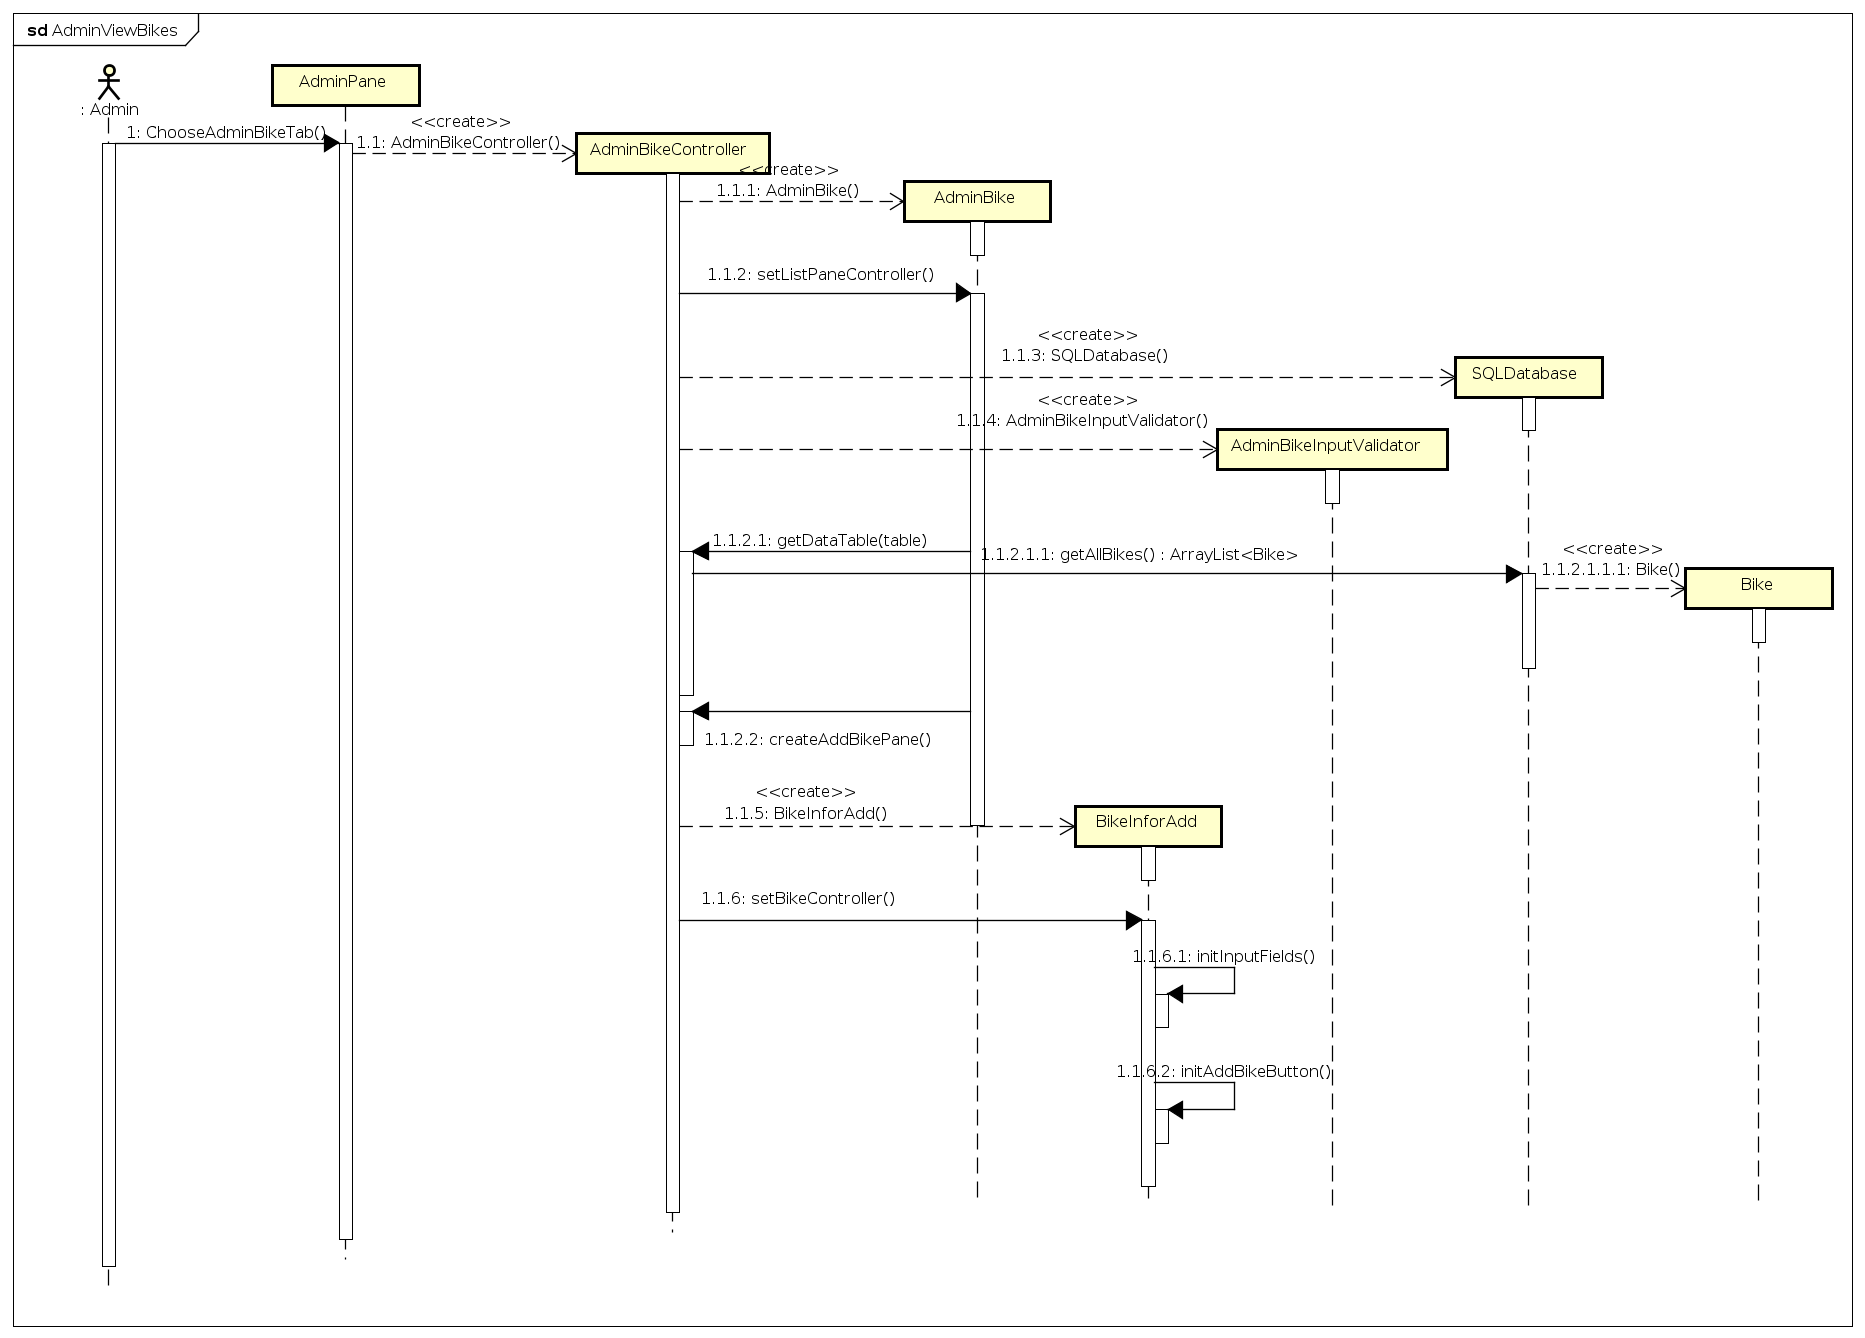 sd AdminViewBikes
: Admin
AdminPane
1: ChooseAdminBikeTab()
<<create>>
1.1: AdminBikeController()
AdminBikeController
<<create>>
1.1.1: AdminBike()
AdminBike
1.1.2: setListPaneController()
<<create>>
1.1.3: SQLDatabase()
SQLDatabase
<<create>>
1.1.4: AdminBikeInputValidator()
AdminBikeInputValidator
1.1.2.1: getDataTable(table)
1.1.2.1.1: getAllBikes() : ArrayList<Bike>
<<create>>
1.1.2.1.1.1: Bike()
Bike
1.1.2.2: createAddBikePane()
<<create>>
1.1.5: BikeInforAdd()
BikeInforAdd
1.1.6: setBikeController()
1.1.6.1: initInputFields()
1.1.6.2: initAddBikeButton()